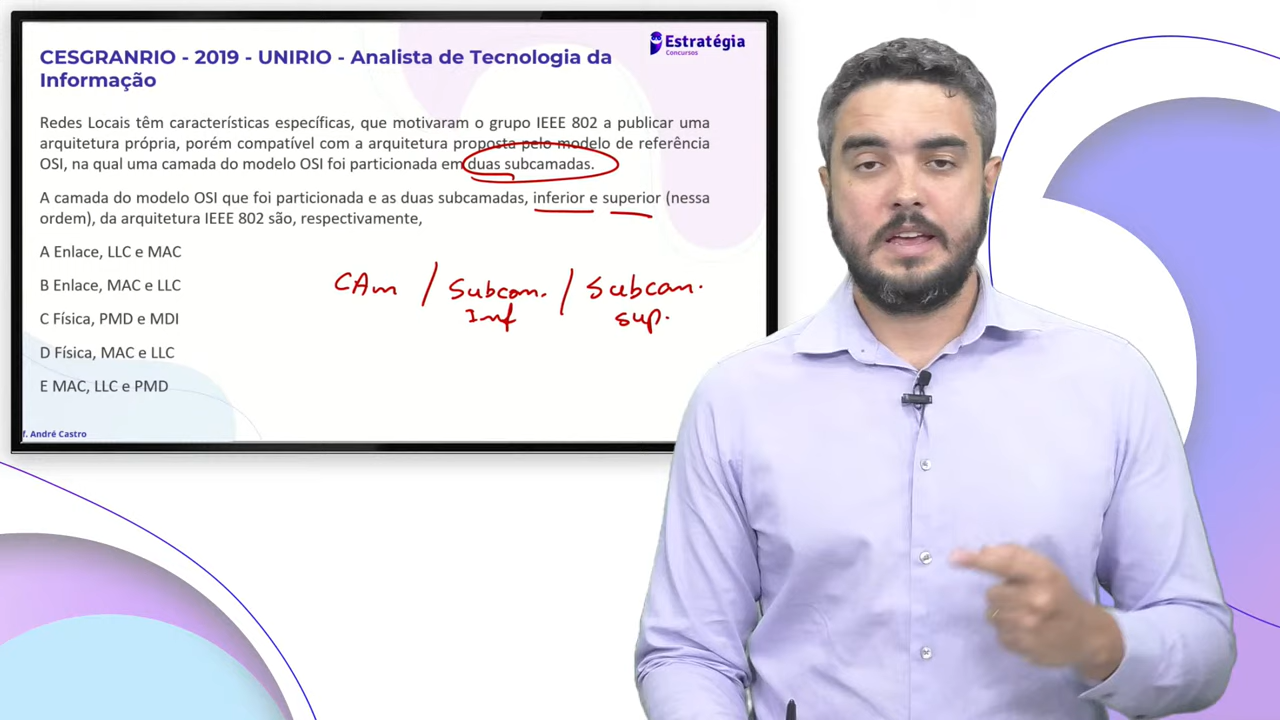 CESGRANRIO - 2019 - UNIRIO - Analista de Tecnologia da
Informação
Estratégia
Concursos
Redes Locais têm características específicas, que motivaram o grupo IEEE 802 a publicar uma
arquitetura própria, porém compatível com a arquitetura proposta pelo modelo de referência
OSI, na qual uma camada do modelo OSI foi particionada em duas subcamadas.
A camada do modelo OSI que foi particionada e as duas subcamadas, inferior e superior (nessa
ordem), da arquitetura IEEE 802 são, respectivamente,
A Enlace, LLC e MAC
B Enlace, MAC e LLC
C Física, PMD e MDI
D Física, MAC e LLC
E MAC, LLC e PMD
CAm / Subcam. / Subcam.
Inf sup.
f. André Castro